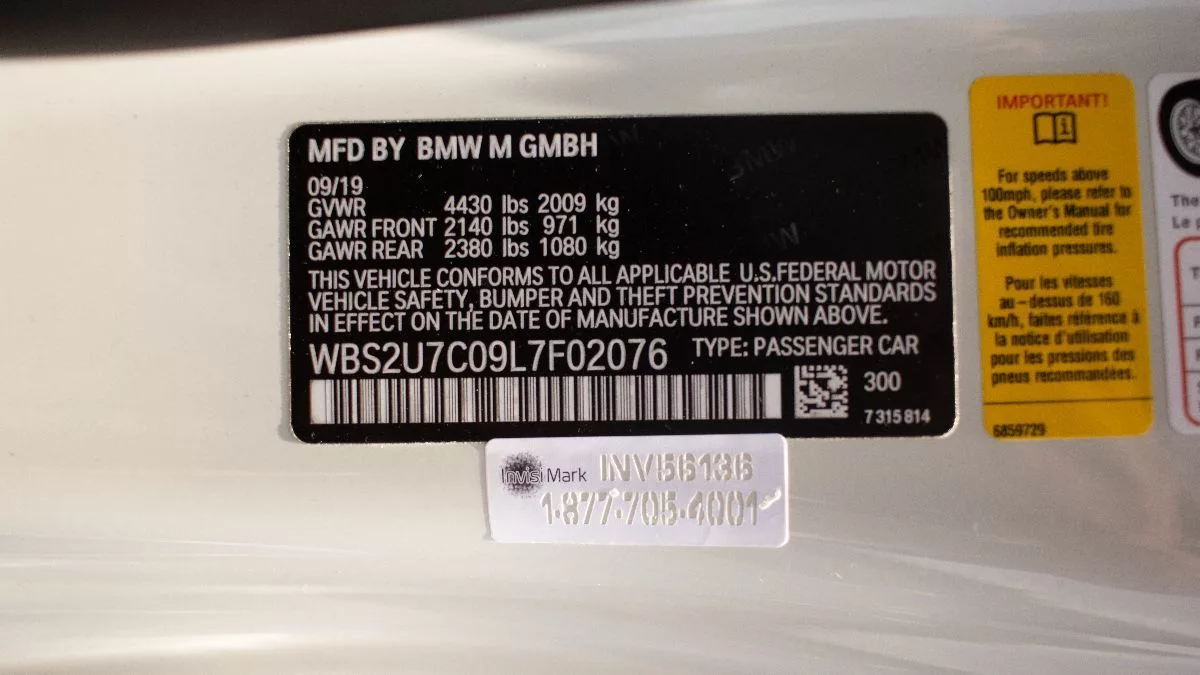 MFD BY BMW M GMBH
09/19
GVWR 4430 lbs 2009 kg
GAWR FRONT 2140 lbs 971 kg
GAWR REAR 2380 lbs 1080 kg
THIS VEHICLE CONFORMS TO ALL APPLICABLE U.S.FEDERAL MOTOR
VEHICLE SAFETY, BUMPER AND THEFT PREVENTION STANDARDS
IN EFFECT ON THE DATE OF MANUFACTURE SHOWN ABOVE.
WBS2U7C09L7F02076 TYPE: PASSENGER CAR
300
7315814
InvisiMark INV56136
1-877-705-4001
IMPORTANT!
For speeds above
100mph, please refer to
the Owner's Manual for
recommended tire
inflation pressures.
Pour les vitesses
au-dessus de 160
km/h, faites référence à
la notice d'utilisation
pour les pressions des
pneus recommandées.
6859729
The
Le p